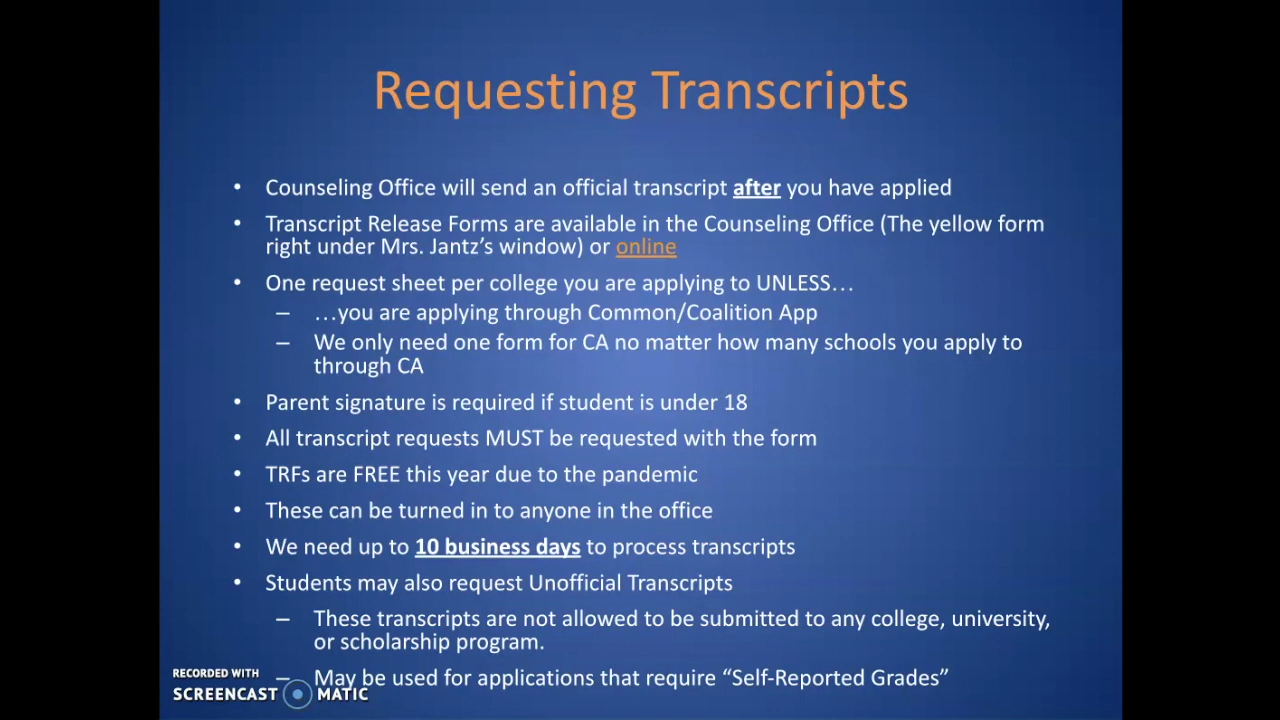 Requesting Transcripts
• Counseling Office will send an official transcript after you have applied
• Transcript Release Forms are available in the Counseling Office (The yellow form
right under Mrs. Jantz’s window) or online
• One request sheet per college you are applying to UNLESS…
– …you are applying through Common/Coalition App
– We only need one form for CA no matter how many schools you apply to
through CA
• Parent signature is required if student is under 18
• All transcript requests MUST be requested with the form
• TRFs are FREE this year due to the pandemic
• These can be turned in to anyone in the office
• We need up to 10 business days to process transcripts
• Students may also request Unofficial Transcripts
– These transcripts are not allowed to be submitted to any college, university,
or scholarship program.
– May be used for applications that require “Self-Reported Grades”
RECORDED WITH
SCREENCAST MATIC